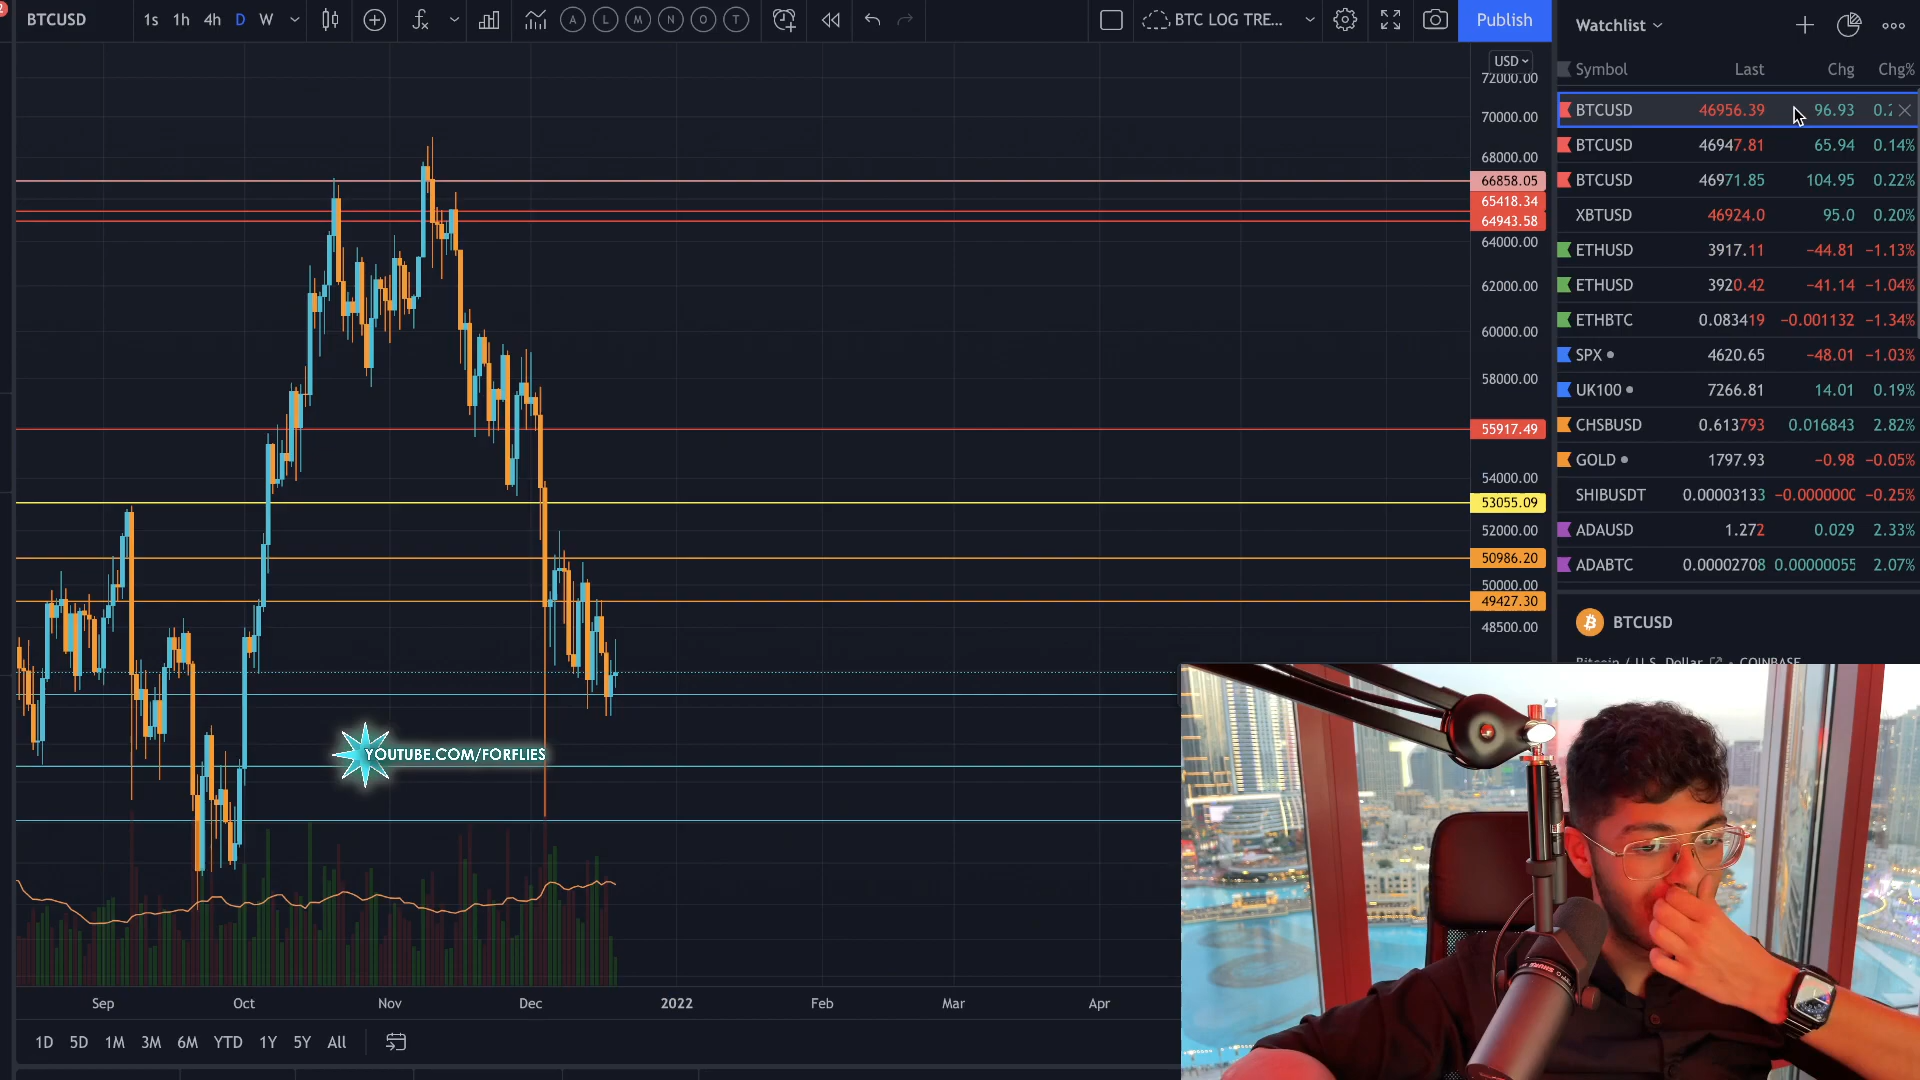 BTCUSD 1s 1h 4h D W A L M N O T BTC LOG TRE... Publish
Watchlist
Symbol Last Chg Chg%
BTCUSD 46956.39 96.93
BTCUSD 46947.81 65.94 0.14%
BTCUSD 46971.85 104.95 0.22%
XBTUSD 46924.0 95.0 0.20%
ETHUSD 3917.11 −44.81 −1.13%
ETHUSD 3920.42 −41.14 −1.04%
ETHBTC 0.083419 −0.001132 −1.34%
SPX 4620.65 −48.01 −1.03%
UK100 7266.81 14.01 0.19%
CHSBUSD 0.613793 0.016843 2.82%
GOLD 1797.93 −0.98 −0.05%
SHIBUSDT 0.00003133 −0.0000000 −0.25%
ADAUSD 1.272 0.029 2.33%
ADABTC 0.00002708 0.00000055 2.07%
BTCUSD
Bitcoin / U.S. Dollar • COINBASE
USD
72000.00
70000.00
68000.00
66858.05
65418.34
64943.58
64000.00
62000.00
60000.00
58000.00
55917.49
54000.00
53055.09
52000.00
50986.20
50000.00
49427.30
48500.00
YOUTUBE.COM/FORFLIES
Sep Oct Nov Dec 2022 Feb Mar Apr
1D 5D 1M 3M 6M YTD 1Y 5Y All